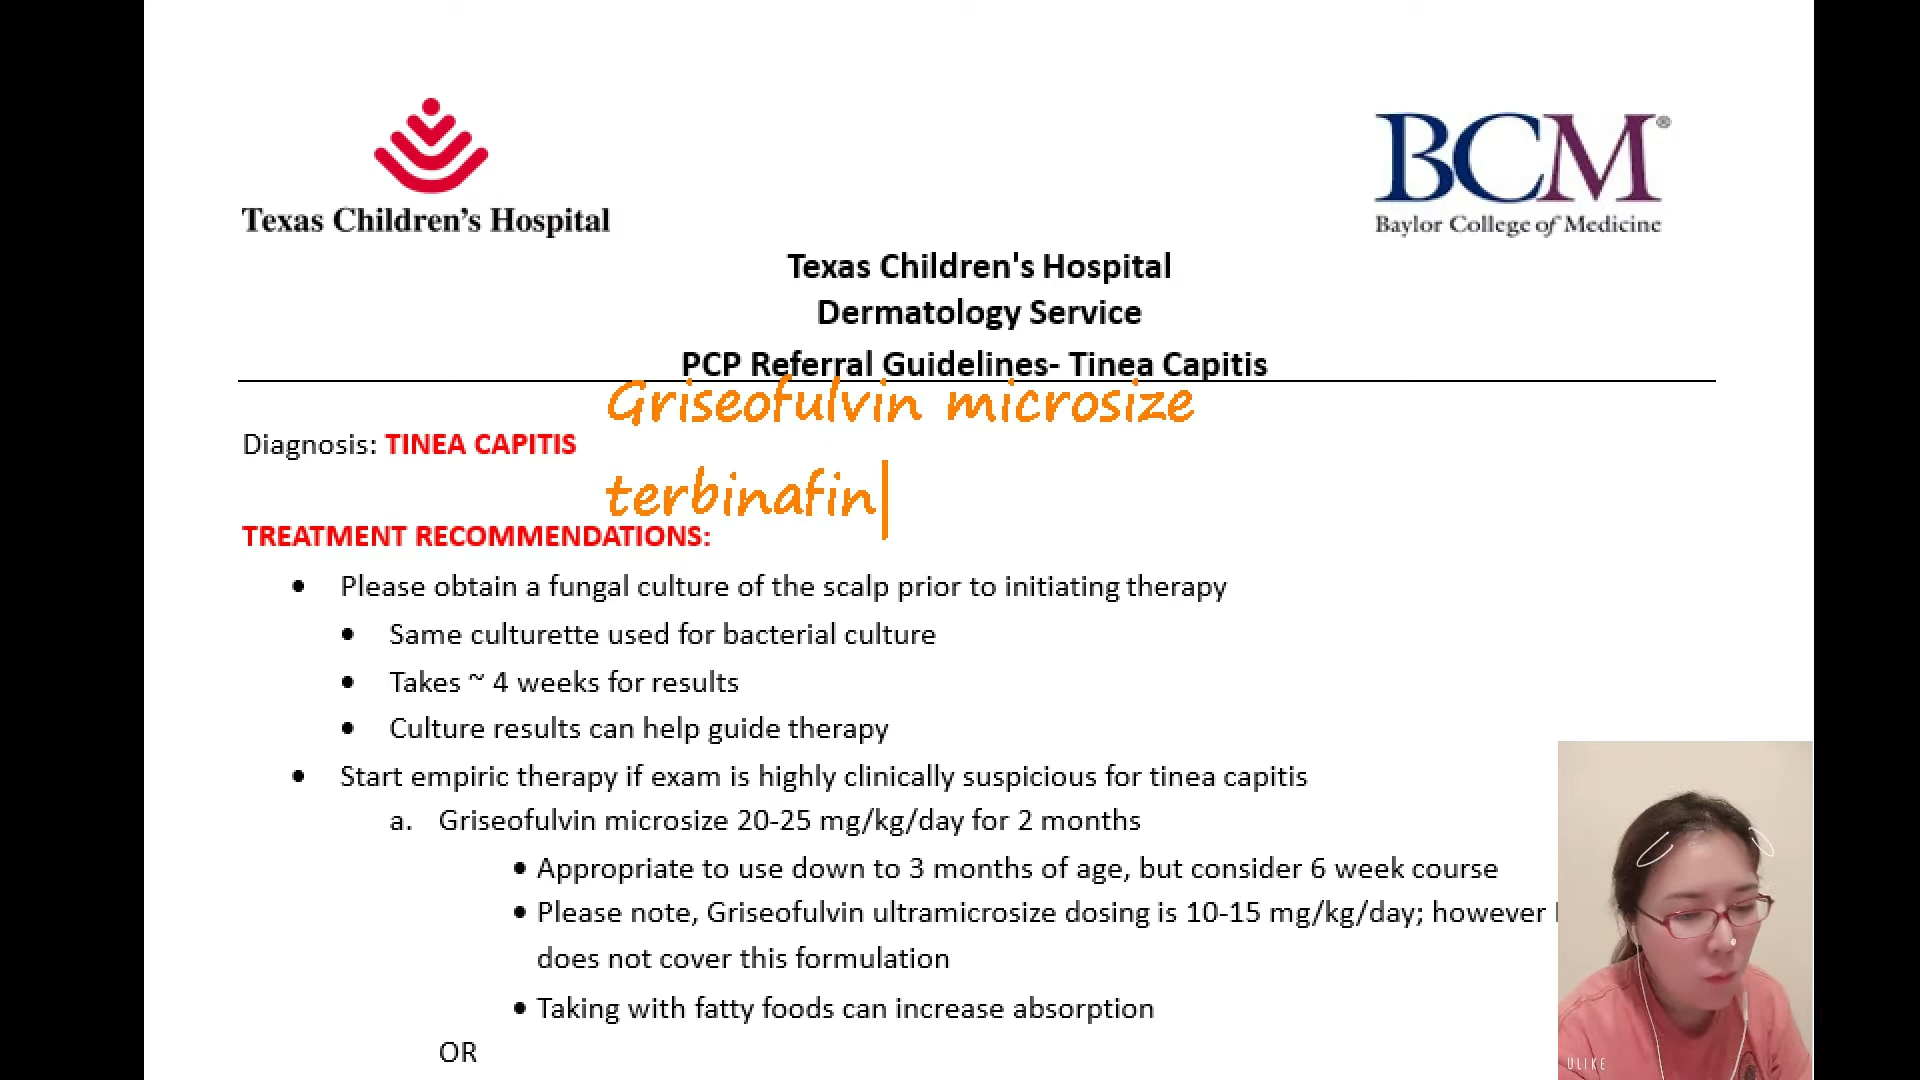 Texas Children's Hospital
BCM®
Baylor College of Medicine
Texas Children's Hospital
Dermatology Service
PCP Referral Guidelines- Tinea Capitis
Griseofulvin microsize
Diagnosis: TINEA CAPITIS
terbinafin
TREATMENT RECOMMENDATIONS:
• Please obtain a fungal culture of the scalp prior to initiating therapy
• Same culturette used for bacterial culture
• Takes ~ 4 weeks for results
• Culture results can help guide therapy
• Start empiric therapy if exam is highly clinically suspicious for tinea capitis
a. Griseofulvin microsize 20-25 mg/kg/day for 2 months
• Appropriate to use down to 3 months of age, but consider 6 week course
• Please note, Griseofulvin ultramicrosize dosing is 10-15 mg/kg/day; however
does not cover this formulation
• Taking with fatty foods can increase absorption
OR
ULIKE